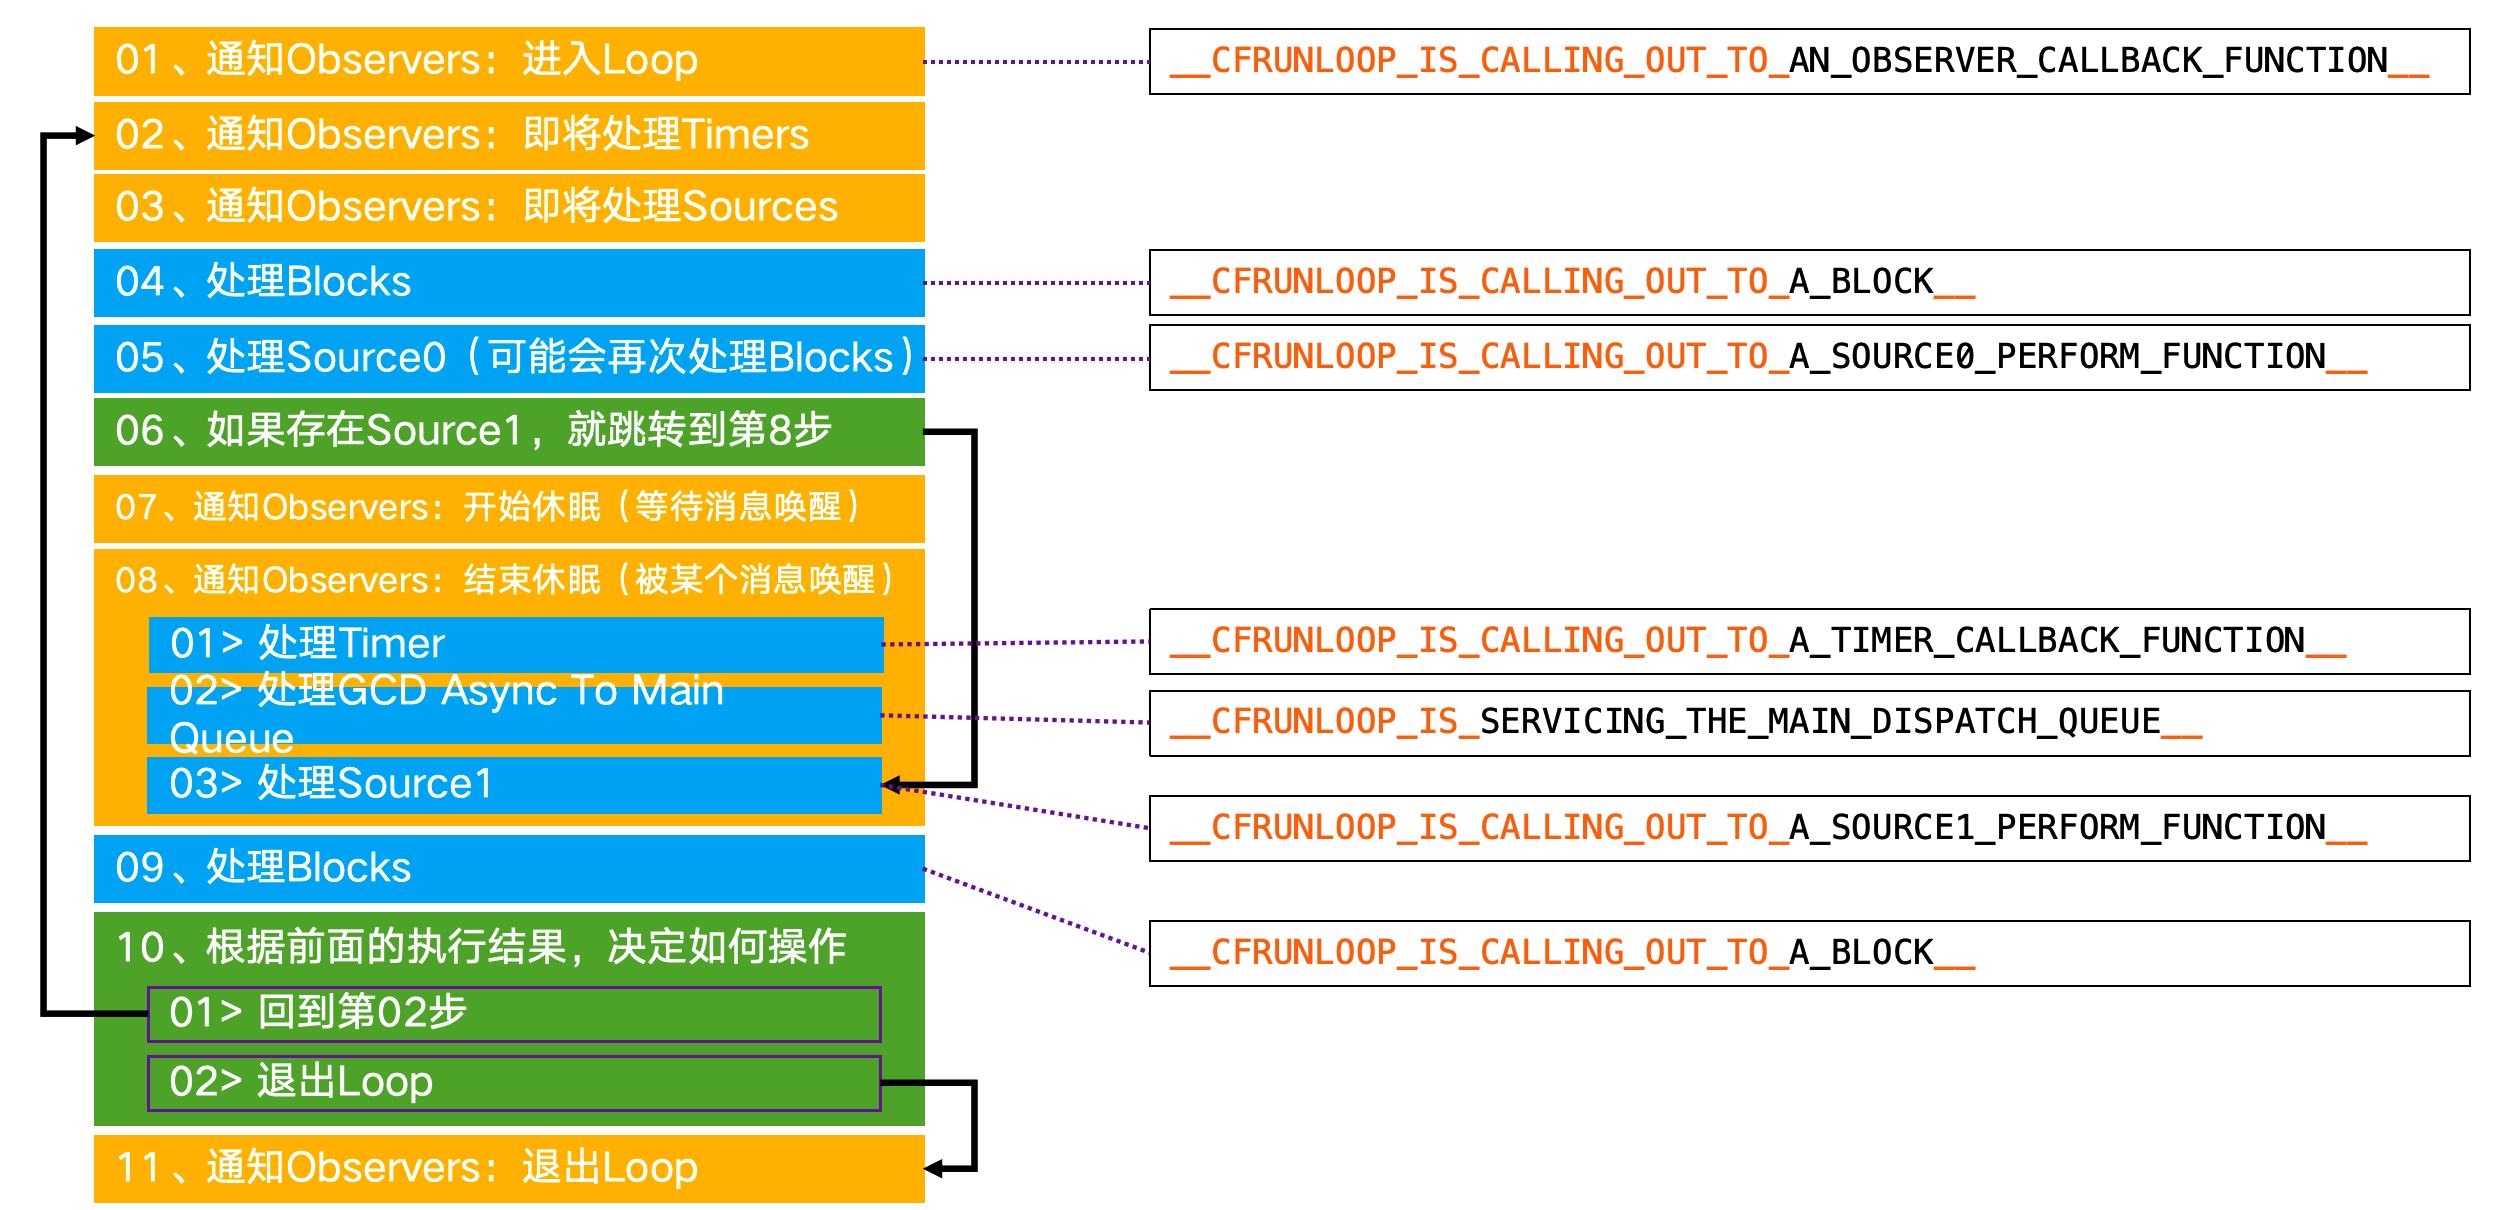 01、通知Observers：进入Loop
__CFRUNLOOP_IS_CALLING_OUT_TO_AN_OBSERVER_CALLBACK_FUNCTION__
02、通知Observers：即将处理Timers
03、通知Observers：即将处理Sources
04、处理Blocks
__CFRUNLOOP_IS_CALLING_OUT_TO_A_BLOCK__
05、处理Source0（可能会再次处理Blocks）
__CFRUNLOOP_IS_CALLING_OUT_TO_A_SOURCE0_PERFORM_FUNCTION__
06、如果存在Source1，就跳转到第8步
07、通知Observers：开始休眠（等待消息唤醒）
08、通知Observers：结束休眠（被某个消息唤醒）
01> 处理Timer
__CFRUNLOOP_IS_CALLING_OUT_TO_A_TIMER_CALLBACK_FUNCTION__
02> 处理GCD Async To Main
Queue
__CFRUNLOOP_IS_SERVICING_THE_MAIN_DISPATCH_QUEUE__
03> 处理Source1
__CFRUNLOOP_IS_CALLING_OUT_TO_A_SOURCE1_PERFORM_FUNCTION__
09、处理Blocks
__CFRUNLOOP_IS_CALLING_OUT_TO_A_BLOCK__
10、根据前面的执行结果，决定如何操作
01> 回到第02步
02> 退出Loop
11、通知Observers：退出Loop